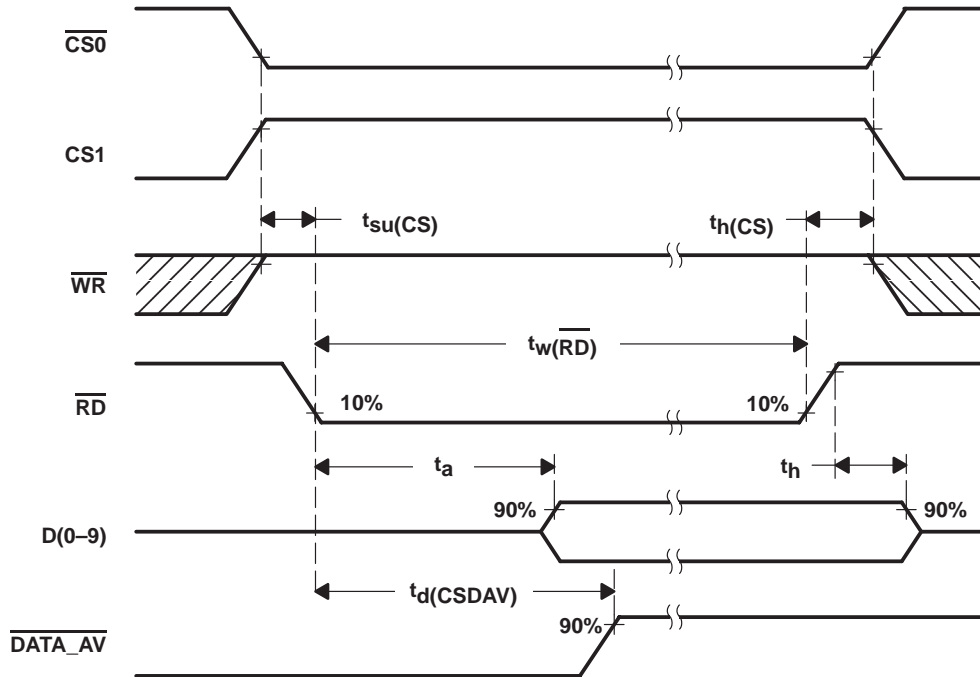 CS0
CS1
tsu(CS)
th(CS)
WR
tw(RD)
RD
10%
10%
ta
th
90%
90%
D(0–9)
td(CSDAV)
90%
DATA_AV